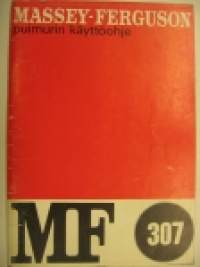 MASSEY-FERGUSON
puimurin käyttöohje
MF 307